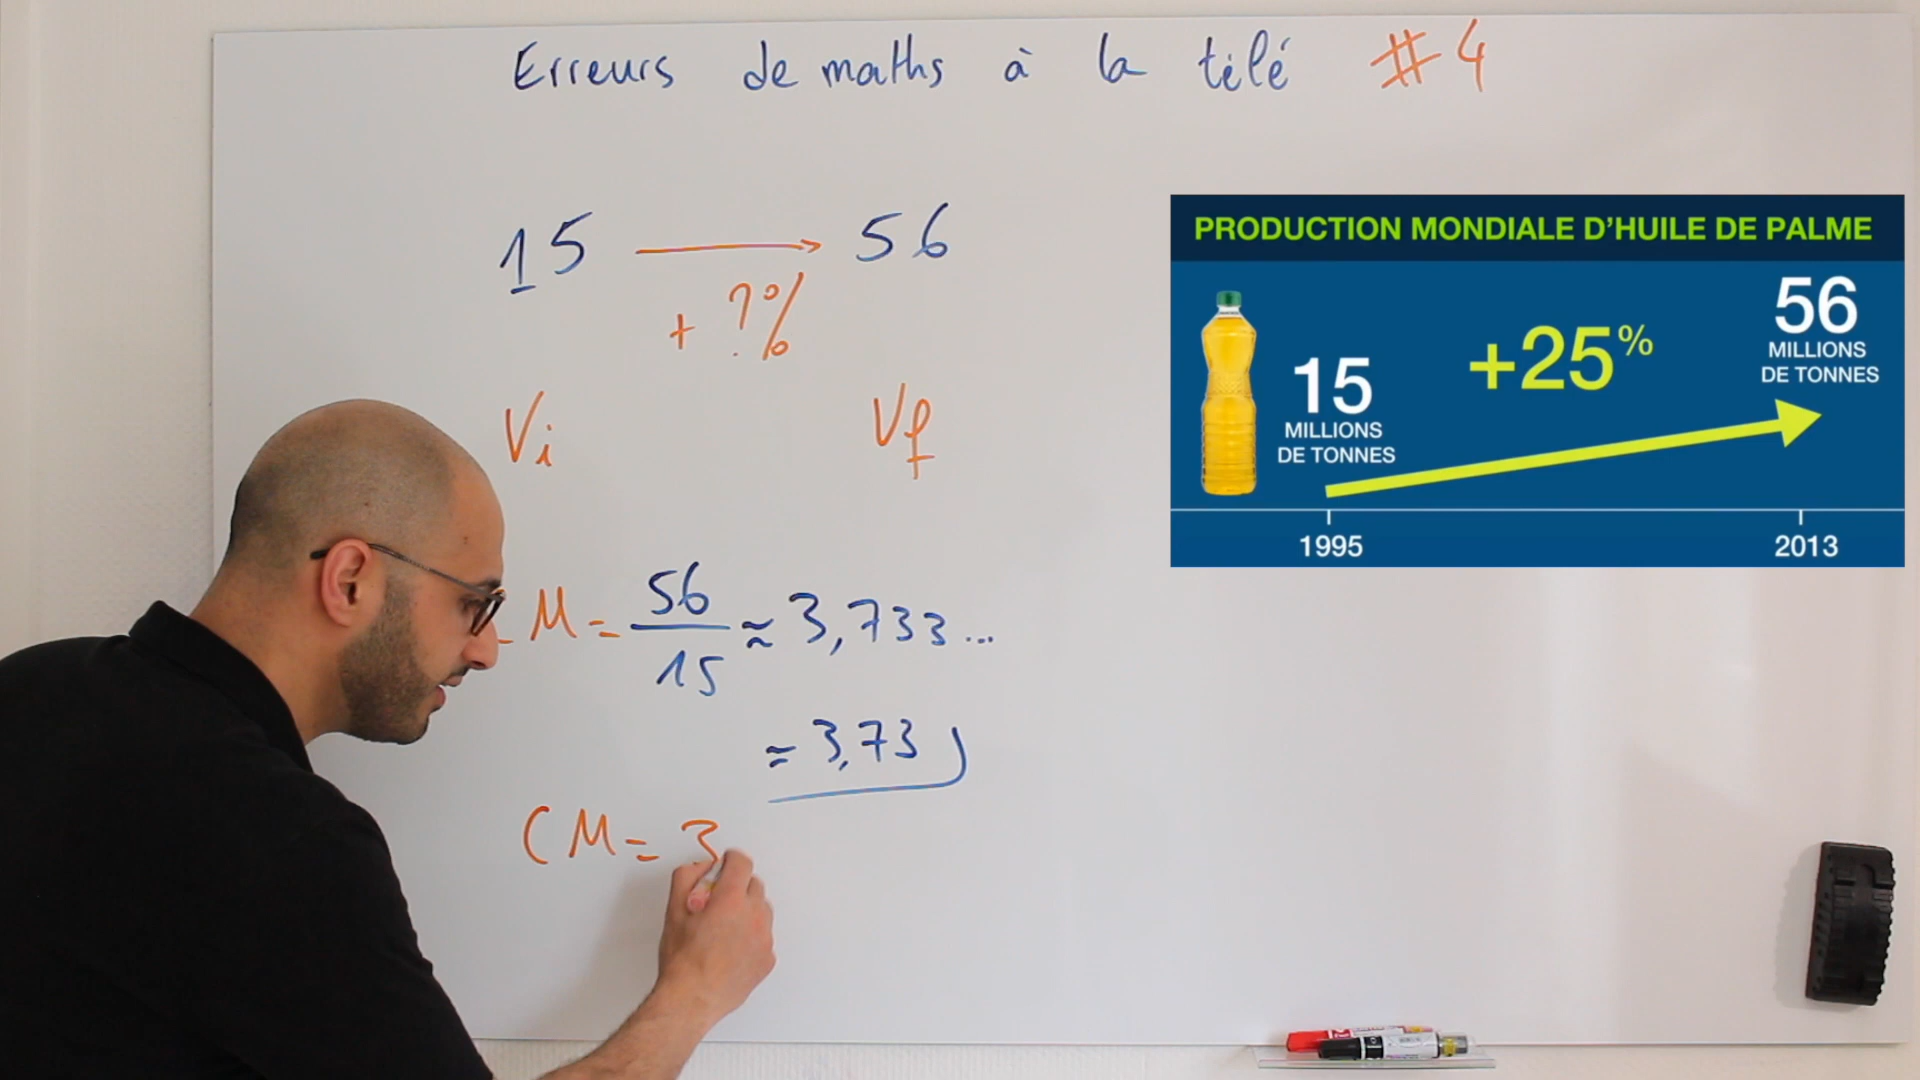 Erreurs de maths à la télé #4
15 → 56
+ ?%
Vi Vf
M = 56/15 ≈ 3,733...
≈ 3,73
CM = 3
PRODUCTION MONDIALE D'HUILE DE PALME
15
MILLIONS
DE TONNES
+25%
56
MILLIONS
DE TONNES
1995 2013